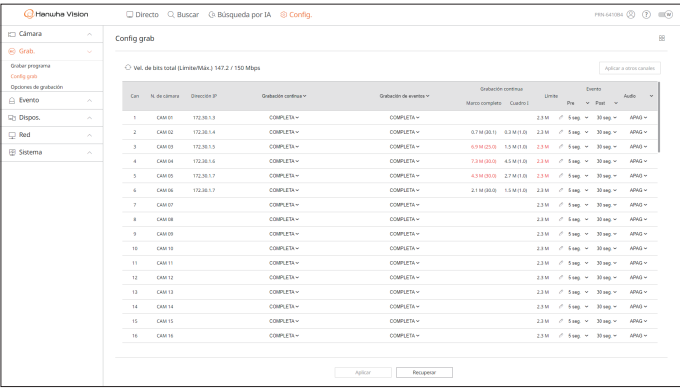 Hanwha Vision Directo Buscar Búsqueda por IA Config. PRN-6410B4 ? W
Cámara
Grab.
Grabar programa
Config grab
Opciones de grabación
Evento
Dispos.
Red
Sistema
Config grab
Vel. de bits total (Límite/Máx.) 147.2 / 150 Mbps Aplicar a otros canales
Can N. de cámara Dirección IP Grabación continua Grabación de eventos Grabación continua Límite Evento Audio
Marco completo Cuadro I Pre Post
1 CAM 01 172.30.1.3 COMPLETA COMPLETA 2.3 M 5 seg. 30 seg. APAG
2 CAM 02 172.30.1.4 COMPLETA COMPLETA 0.7 M (30.1) 0.3 M (1.0) 2.3 M 5 seg. 30 seg. APAG
3 CAM 03 172.30.1.5 COMPLETA COMPLETA 6.9 M (25.0) 1.5 M (1.0) 2.3 M 5 seg. 30 seg. APAG
4 CAM 04 172.30.1.6 COMPLETA COMPLETA 7.3 M (30.0) 4.5 M (1.0) 2.3 M 5 seg. 30 seg. APAG
5 CAM 05 172.30.1.7 COMPLETA COMPLETA 4.3 M (30.0) 2.7 M (1.0) 2.3 M 5 seg. 30 seg. APAG
6 CAM 06 172.30.1.7 COMPLETA COMPLETA 2.1 M (30.0) 1.5 M (1.0) 2.3 M 5 seg. 30 seg. APAG
7 CAM 07 COMPLETA COMPLETA 2.3 M 5 seg. 30 seg. APAG
8 CAM 08 COMPLETA COMPLETA 2.3 M 5 seg. 30 seg. APAG
9 CAM 09 COMPLETA COMPLETA 2.3 M 5 seg. 30 seg. APAG
10 CAM 10 COMPLETA COMPLETA 2.3 M 5 seg. 30 seg. APAG
11 CAM 11 COMPLETA COMPLETA 2.3 M 5 seg. 30 seg. APAG
12 CAM 12 COMPLETA COMPLETA 2.3 M 5 seg. 30 seg. APAG
13 CAM 13 COMPLETA COMPLETA 2.3 M 5 seg. 30 seg. APAG
14 CAM 14 COMPLETA COMPLETA 2.3 M 5 seg. 30 seg. APAG
15 CAM 15 COMPLETA COMPLETA 2.3 M 5 seg. 30 seg. APAG
16 CAM 16 COMPLETA COMPLETA 2.3 M 5 seg. 30 seg. APAG
Aplicar Recuperar